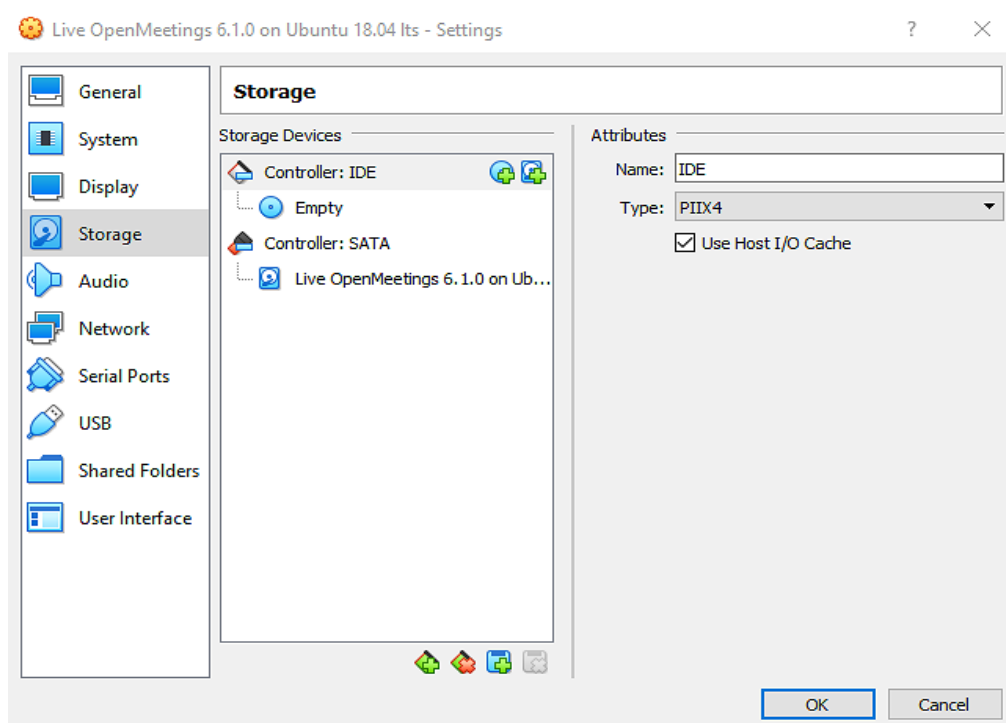 Live OpenMeetings 6.1.0 on Ubuntu 18.04 lts - Settings
?
General
System
Display
Storage
Audio
Network
Serial Ports
USB
Shared Folders
User Interface
Storage
Storage Devices
Controller: IDE
Empty
Controller: SATA
Live OpenMeetings 6.1.0 on Ub...
Attributes
Name: IDE
Type: PIIX4
Use Host I/O Cache
OK
Cancel